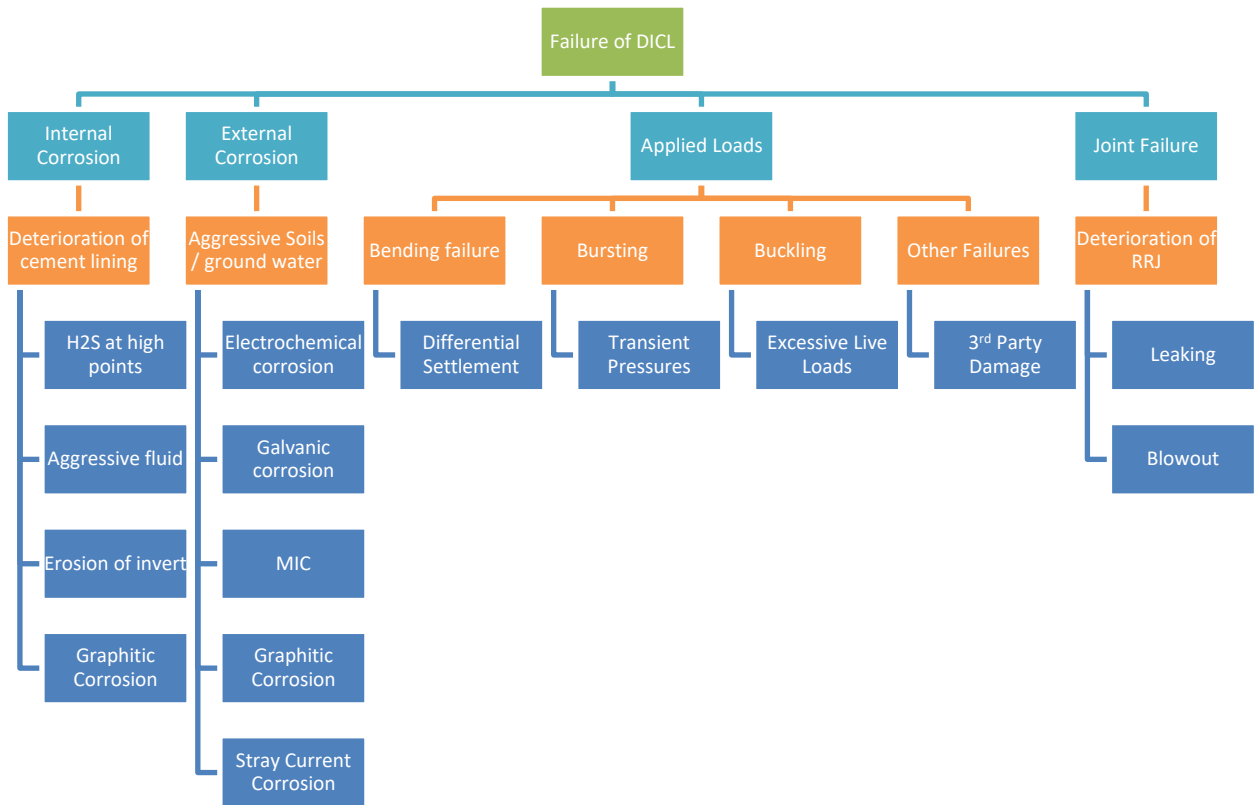 Failure of DICL
Internal
Corrosion
External
Corrosion
Applied Loads
Joint Failure
Deterioration of
cement lining
Aggressive Soils
/ ground water
Bending failure
Bursting
Buckling
Other Failures
Deterioration of
RRJ
H2S at high
points
Electrochemical
corrosion
Differential
Settlement
Transient
Pressures
Excessive Live
Loads
3rd Party
Damage
Leaking
Aggressive fluid
Galvanic
corrosion
Blowout
Erosion of invert
MIC
Graphitic
Corrosion
Graphitic
Corrosion
Stray Current
Corrosion